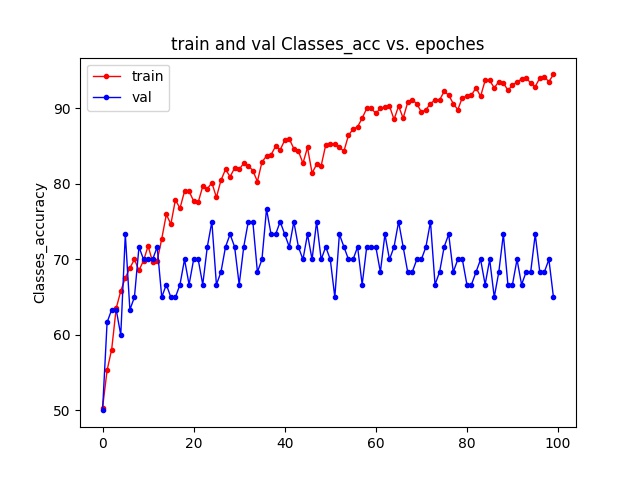 train and val Classes_acc vs. epoches
train
val
Classes_accuracy
90
80
70
60
50
0 20 40 60 80 100